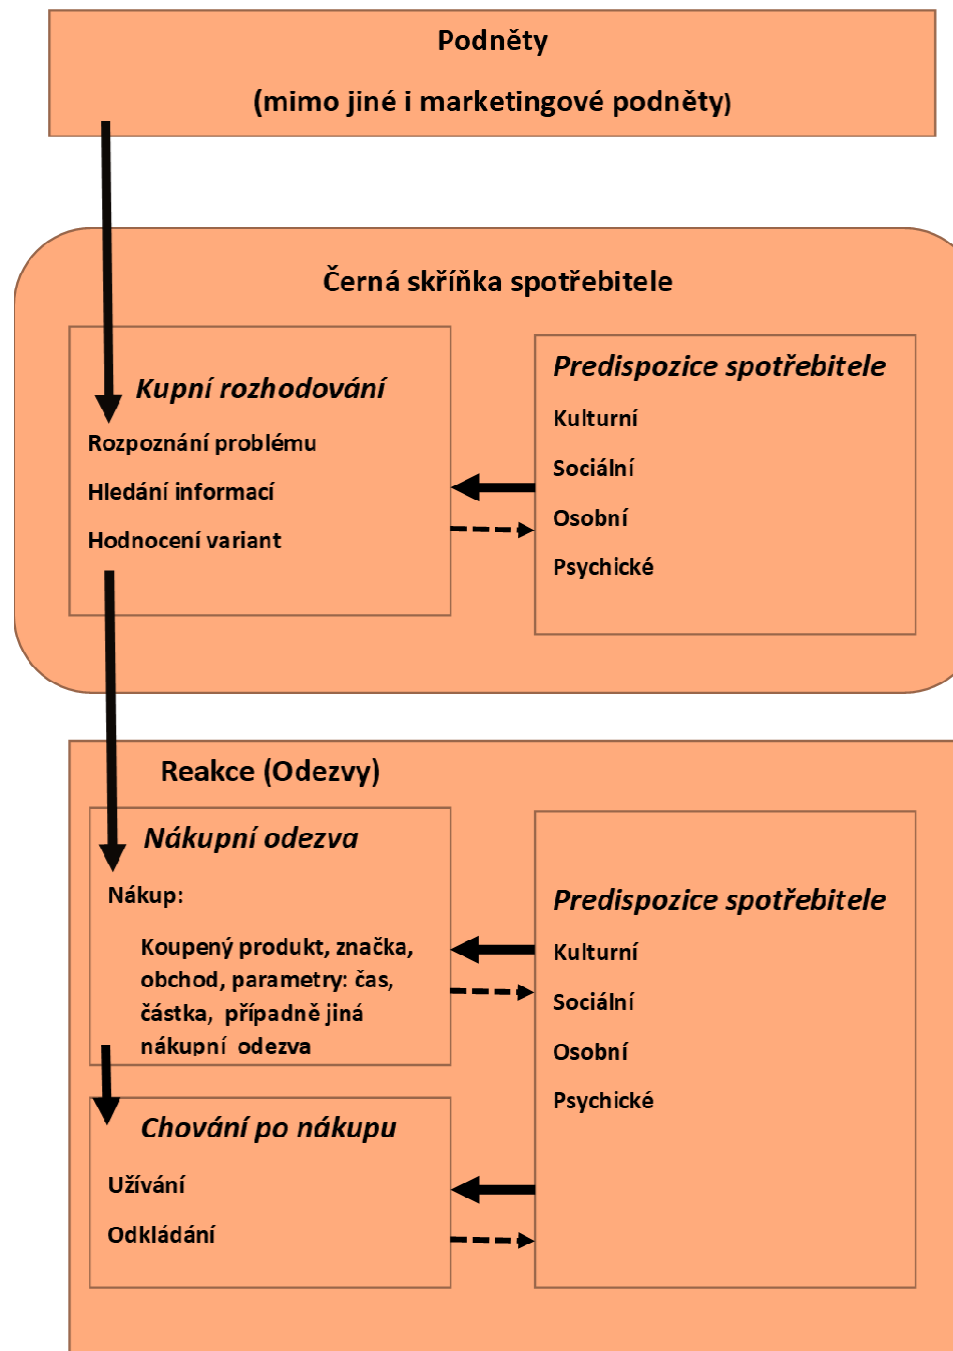 Podněty
(mimo jiné i marketingové podněty)
Černá skříňka spotřebitele
Kupní rozhodování
Rozpoznání problému
Hledání informací
Hodnocení variant
Predispozice spotřebitele
Kulturní
Sociální
Osobní
Psychické
Reakce (Odezvy)
Nákupní odezva
Nákup:
Koupený produkt, značka,
obchod, parametry: čas,
částka, případně jiná
nákupní odezva
Chování po nákupu
Užívání
Odkládání
Predispozice spotřebitele
Kulturní
Sociální
Osobní
Psychické